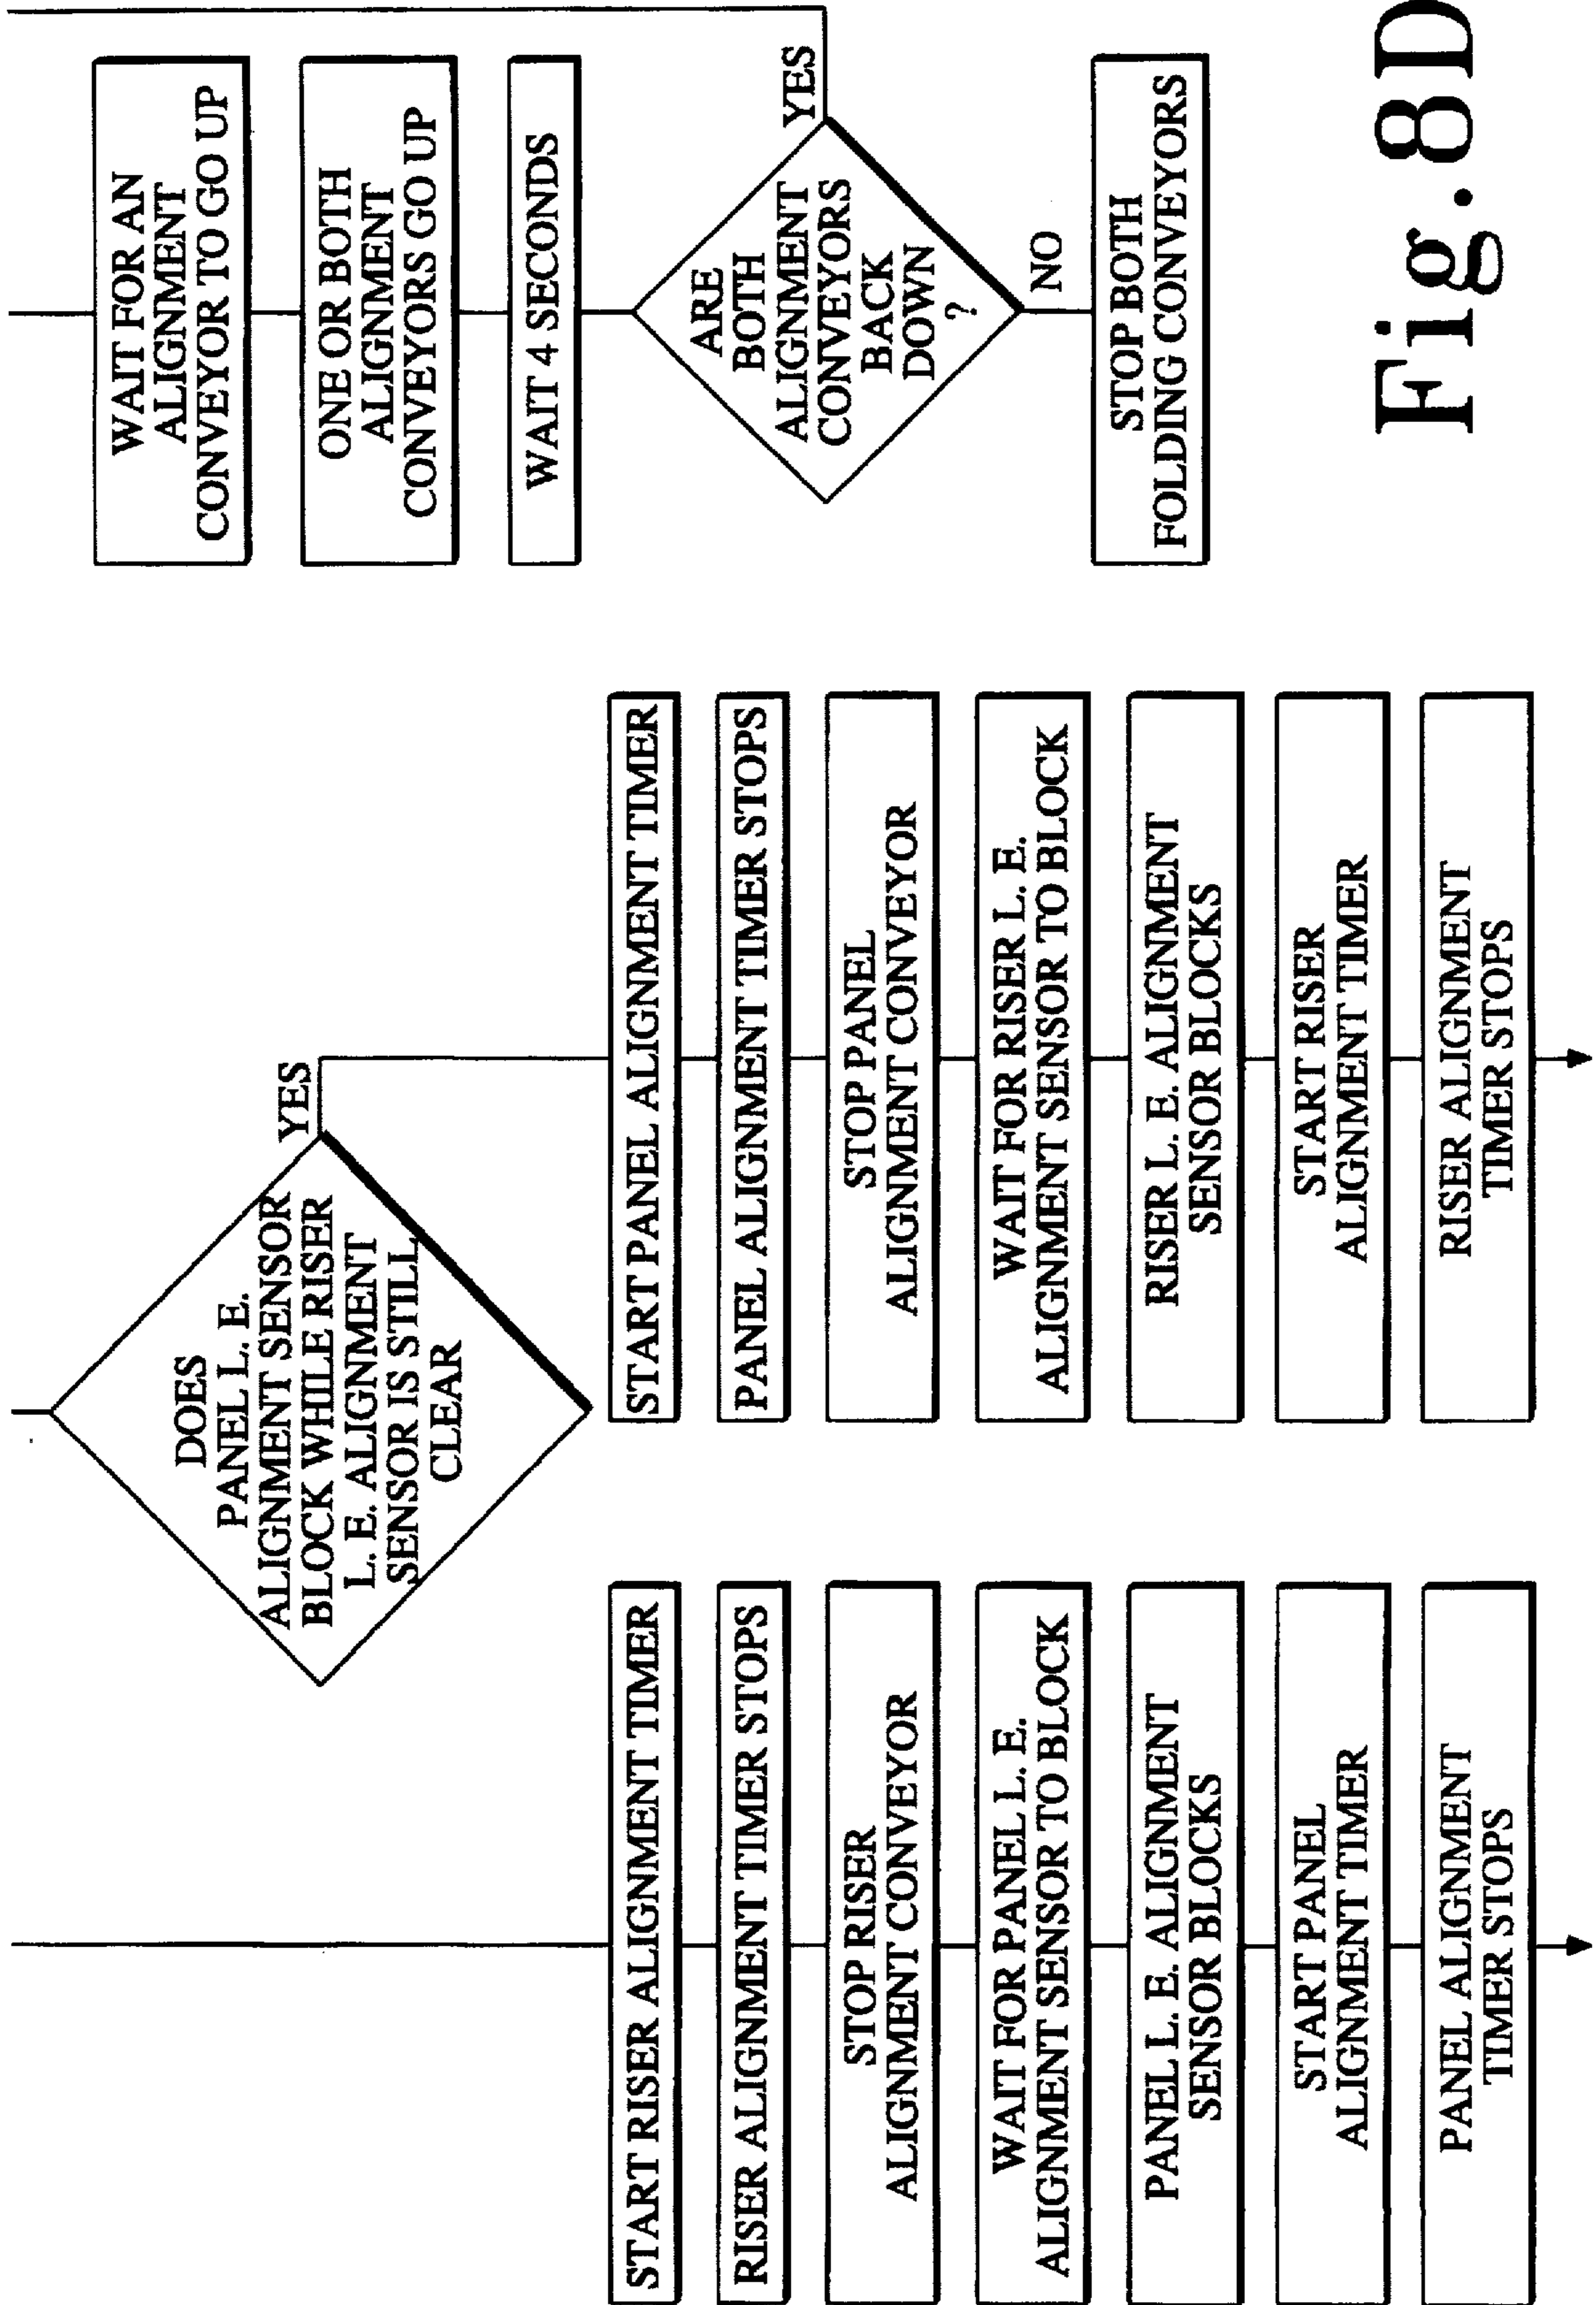 START RISER ALIGNMENT TIMER
RISER ALIGNMENT TIMER STOPS
STOP RISER
ALIGNMENT CONVEYOR
WAIT FOR PANEL L. E.
ALIGNMENT SENSOR TO BLOCK
PANEL L. E. ALIGNMENT
SENSOR BLOCKS
START PANEL
ALIGNMENT TIMER
PANEL ALIGNMENT
TIMER STOPS
DOES
PANEL L. E.
ALIGNMENT SENSOR
BLOCK WHILE RISER
L. E. ALIGNMENT
SENSOR IS STILL
CLEAR
YES
START PANEL ALIGNMENT TIMER
PANEL ALIGNMENT TIMER STOPS
STOP PANEL
ALIGNMENT CONVEYOR
WAIT FOR RISER L. E.
ALIGNMENT SENSOR TO BLOCK
RISER L. E. ALIGNMENT
SENSOR BLOCKS
START RISER
ALIGNMENT TIMER
RISER ALIGNMENT
TIMER STOPS
WAIT FOR AN
ALIGNMENT
CONVEYOR TO GO UP
ONE OR BOTH
ALIGNMENT
CONVEYORS GO UP
WAIT 4 SECONDS
ARE
BOTH
ALIGNMENT
CONVEYORS
BACK
DOWN
?
YES
NO
STOP BOTH
FOLDING CONVEYORS
Fig. 8D